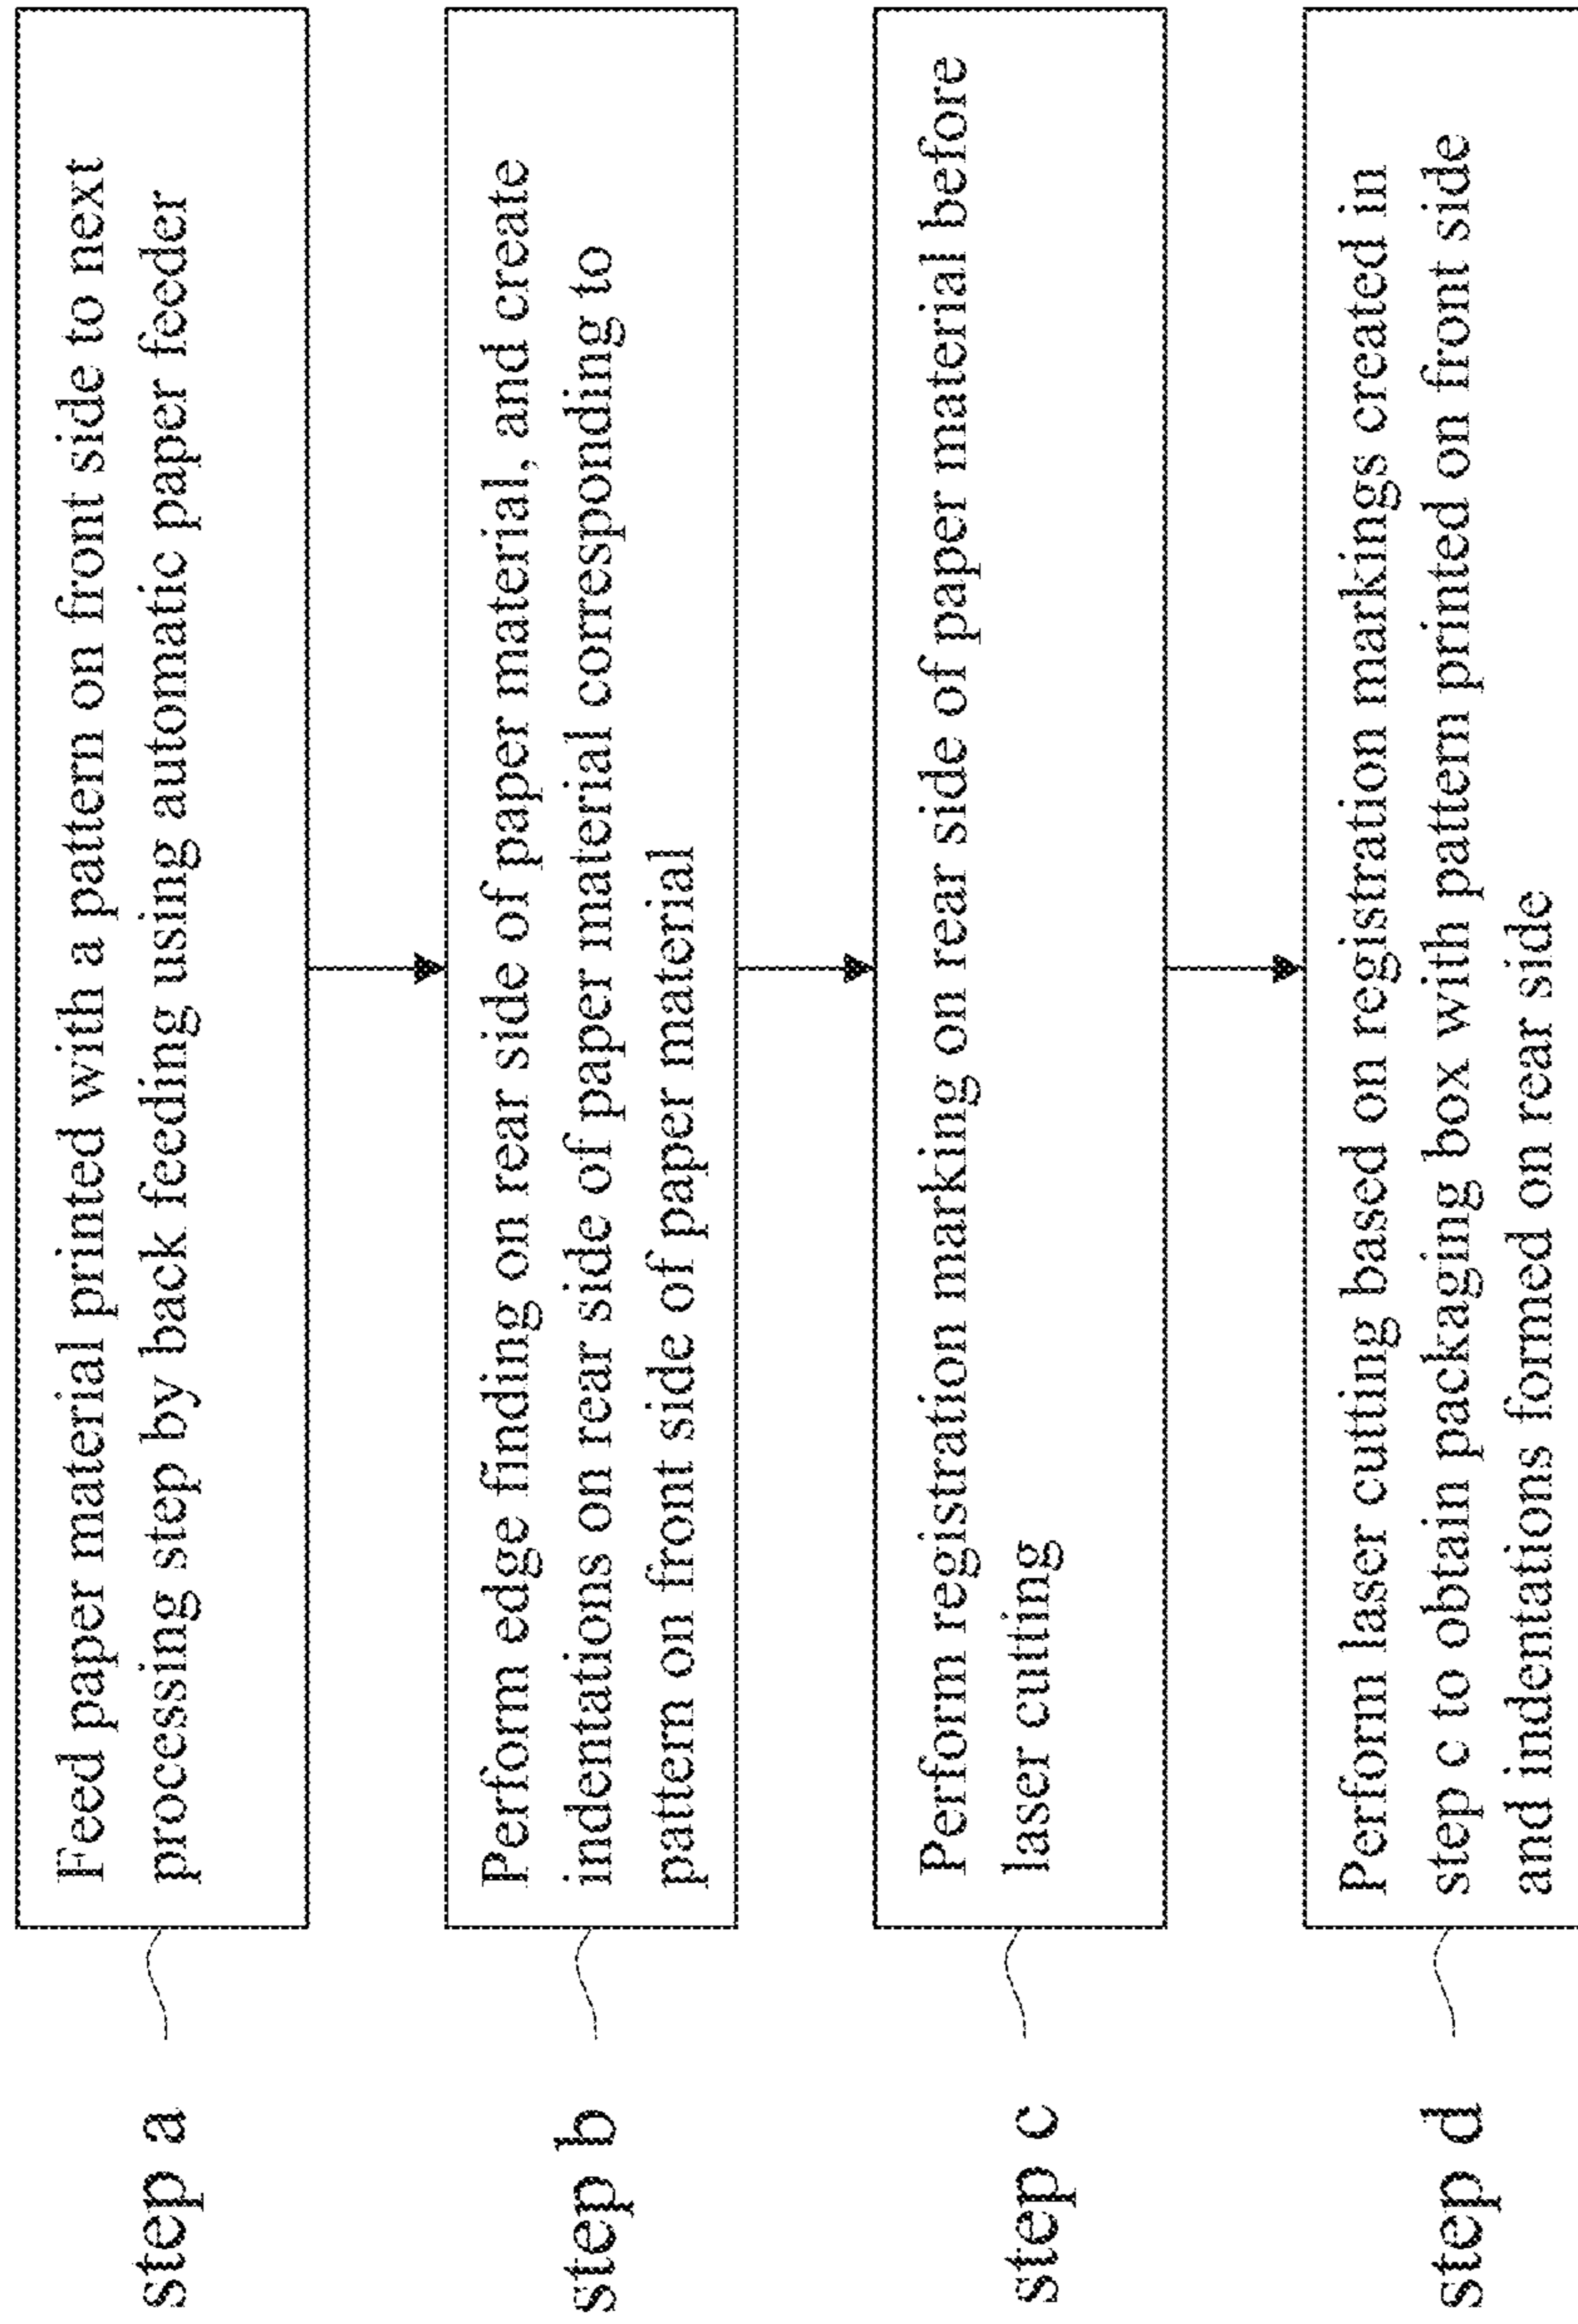 step a
Feed paper material printed with a pattern on front side to next
processing step by back feeding using automatic paper feeder
step b
Perform edge finding on rear side of paper material, and create
indentations on rear side of paper material corresponding to
pattern on front side of paper material
step c
Perform registration marking on rear side of paper material before
laser cutting
step d
Perform laser cutting based on registration markings created in
step c to obtain packaging box with pattern printed on front side
and indentations formed on rear side